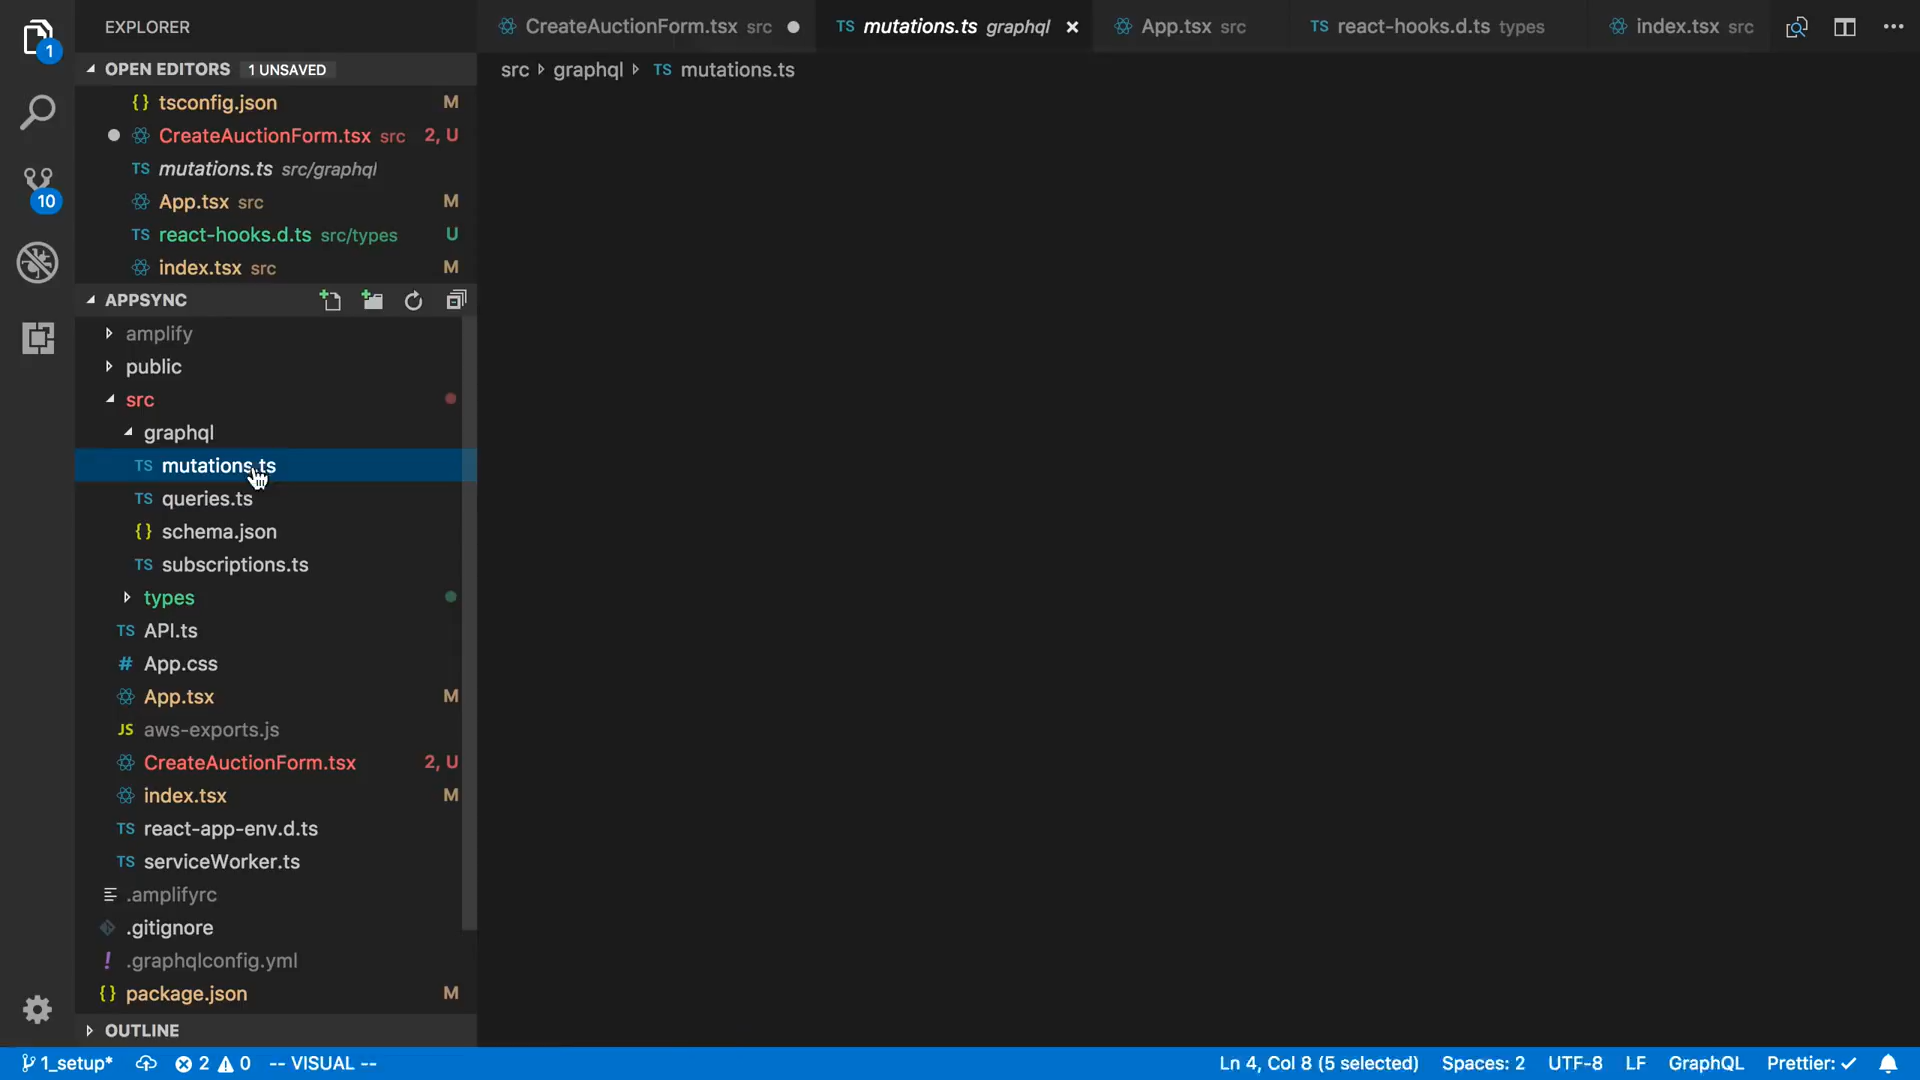 EXPLORER
CreateAuctionForm.tsx src
TS mutations.ts graphql
App.tsx src
TS react-hooks.d.ts types
index.tsx src
1
OPEN EDITORS 1 UNSAVED
src graphql TS mutations.ts
{} tsconfig.json M
CreateAuctionForm.tsx src 2, U
TS mutations.ts src/graphql
App.tsx src M
TS react-hooks.d.ts src/types U
10
index.tsx src M
APPSYNC
amplify
public
src
graphql
TS mutations.ts
TS queries.ts
{} schema.json
TS subscriptions.ts
types
TS API.ts
# App.css
App.tsx M
JS aws-exports.js
CreateAuctionForm.tsx 2, U
index.tsx M
TS react-app-env.d.ts
TS serviceWorker.ts
.amplifyrc
.gitignore
! .graphqlconfig.yml
{} package.json M
OUTLINE
1_setup* 2 0 -- VISUAL -- Ln 4, Col 8 (5 selected) Spaces: 2 UTF-8 LF GraphQL Prettier: ✓